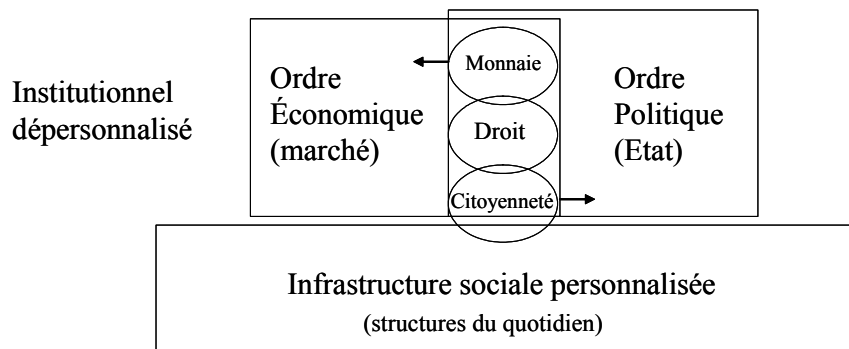 Institutionnel
dépersonnalisé
Ordre
Économique
(marché)
Monnaie
Droit
Citoyenneté
Ordre
Politique
(Etat)
Infrastructure sociale personnalisée
(structures du quotidien)